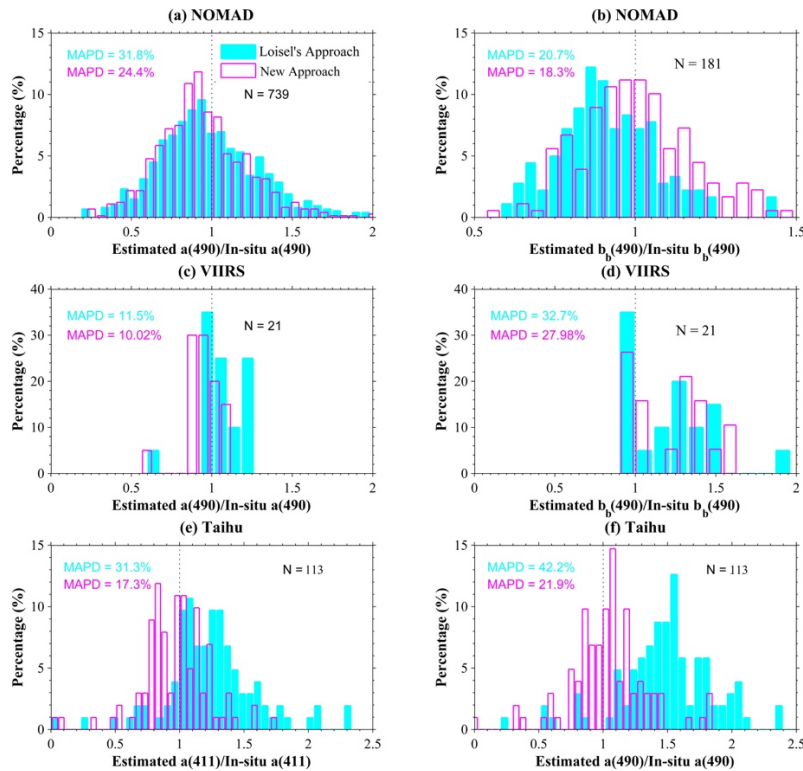 (a) NOMAD
15
10
5
0
Percentage (%)
MAPD = 31.8%
MAPD = 24.4%
Loisel's Approach
New Approach
N = 739
0 0.5 1 1.5 2
Estimated a(490)/In-situ a(490)
(b) NOMAD
15
10
5
0
Percentage (%)
MAPD = 20.7%
MAPD = 18.3%
N = 181
0.5 1 1.5
Estimated b_b(490)/In-situ b_b(490)
(c) VIIRS
40
30
20
10
0
Percentage (%)
MAPD = 11.5%
MAPD = 10.02%
N = 21
0 0.5 1 1.5 2
Estimated a(490)/In-situ a(490)
(d) VIIRS
40
30
20
10
0
Percentage (%)
MAPD = 32.7%
MAPD = 27.98%
N = 21
0 0.5 1 1.5 2
Estimated b_b(490)/In-situ b_b(490)
(e) Taihu
15
10
5
0
Percentage (%)
MAPD = 31.3%
MAPD = 17.3%
N = 113
0 0.5 1 1.5 2 2.5
Estimated a(411)/In-situ a(411)
(f) Taihu
15
10
5
0
Percentage (%)
MAPD = 42.2%
MAPD = 21.9%
N = 113
0 0.5 1 1.5 2 2.5
Estimated a(490)/In-situ a(490)